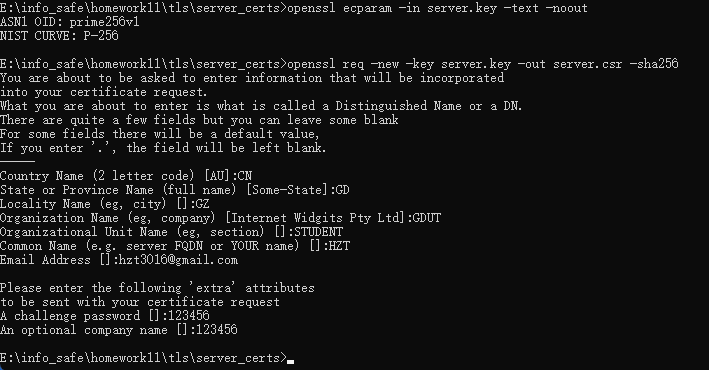 E:\info_safe\homework11\tls\server_certs>openssl ecparam -in server.key -text -noout
ASN1 OID: prime256v1
NIST CURVE: P-256
E:\info_safe\homework11\tls\server_certs>openssl req -new -key server.key -out server.csr -sha256
You are about to be asked to enter information that will be incorporated
into your certificate request.
What you are about to enter is what is called a Distinguished Name or a DN.
There are quite a few fields but you can leave some blank
For some fields there will be a default value,
If you enter '.', the field will be left blank.
-----
Country Name (2 letter code) [AU]:CN
State or Province Name (full name) [Some-State]:GD
Locality Name (eg, city) []:GZ
Organization Name (eg, company) [Internet Widgits Pty Ltd]:GDUT
Organizational Unit Name (eg, section) []:STUDENT
Common Name (e.g. server FQDN or YOUR name) []:HZT
Email Address []:hzt3016@gmail.com
Please enter the following 'extra' attributes
to be sent with your certificate request
A challenge password []:123456
An optional company name []:123456
E:\info_safe\homework11\tls\server_certs>